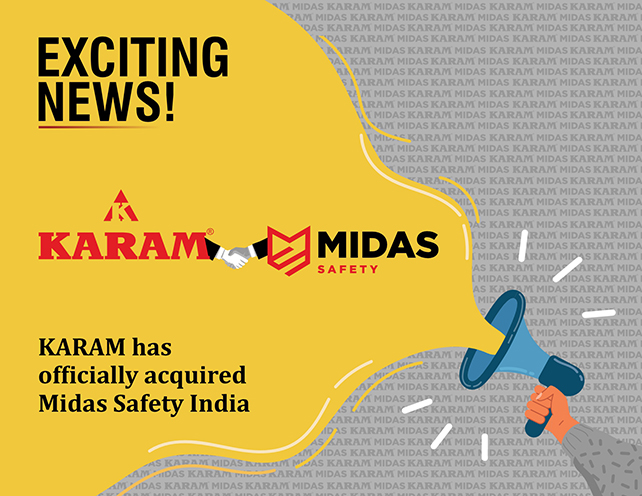 EXCITING
NEWS!
K
KARAM®
MIDAS
SAFETY
KARAM has
officially acquired
Midas Safety India